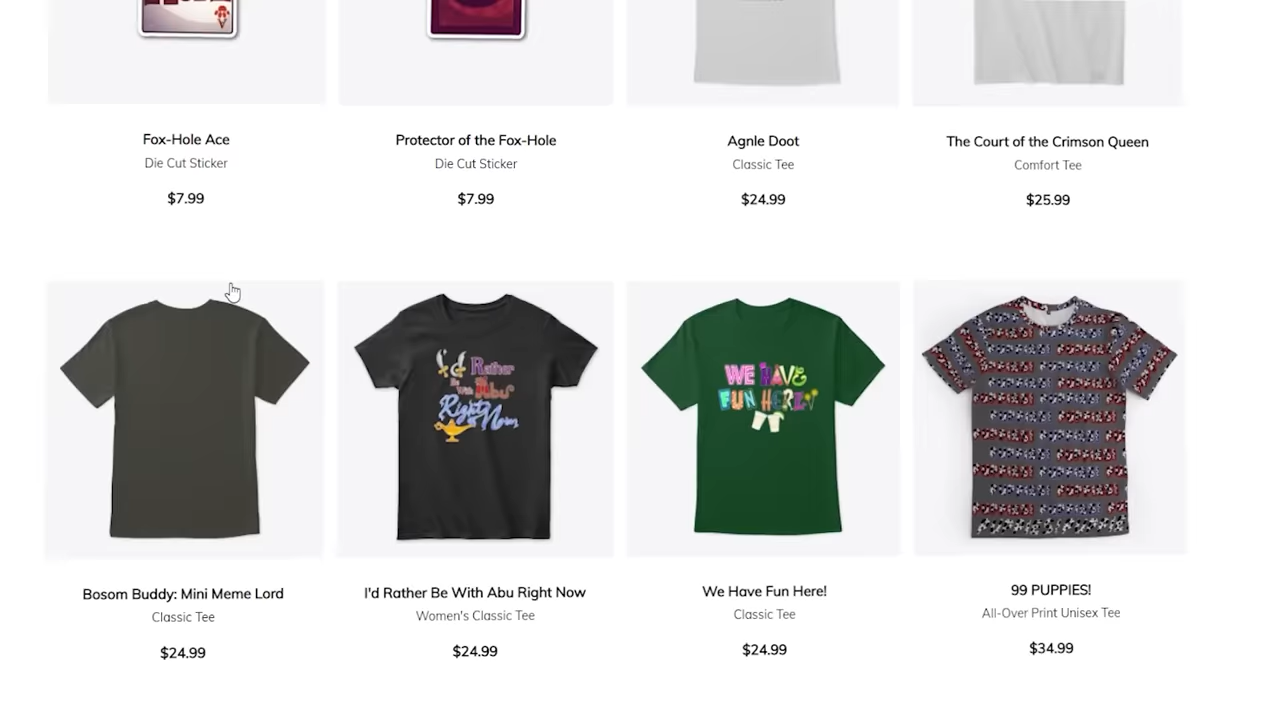 Fox-Hole Ace
Die Cut Sticker
$7.99
Protector of the Fox-Hole
Die Cut Sticker
$7.99
Agnle Doot
Classic Tee
$24.99
The Court of the Crimson Queen
Comfort Tee
$25.99
I'd Rather
Be With Abu
Right Now
WE HAVE
FUN HERE!
Bosom Buddy: Mini Meme Lord
Classic Tee
$24.99
I'd Rather Be With Abu Right Now
Women's Classic Tee
$24.99
We Have Fun Here!
Classic Tee
$24.99
99 PUPPIES!
All-Over Print Unisex Tee
$34.99